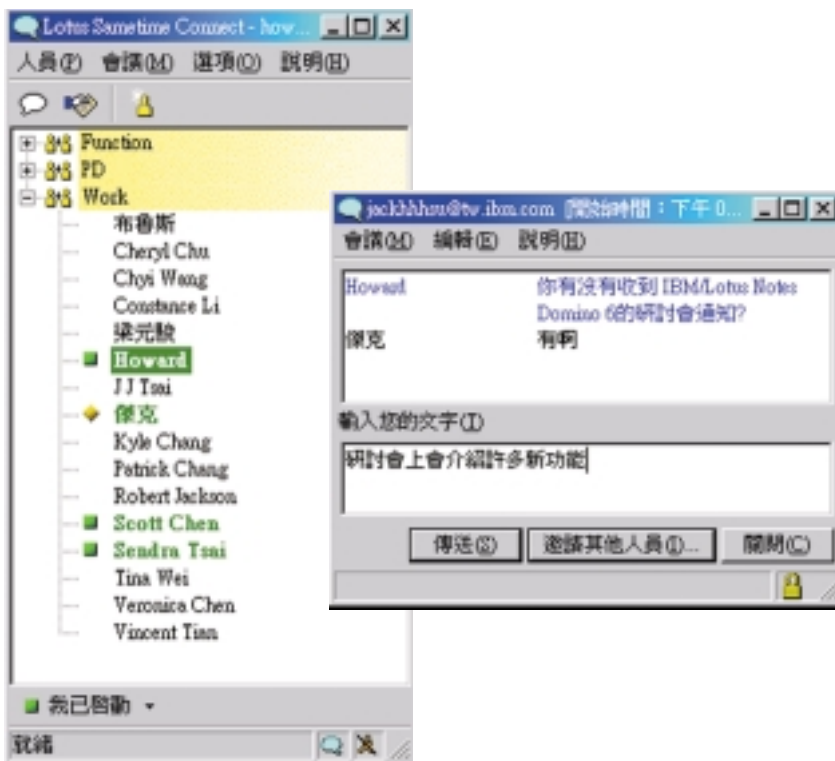 Lotus Sametime Connect - how...
人員(P) 會議(M) 選項(O) 說明(H)
Function
PD
Work
布魯斯
Cheryl Chu
Chyi Wang
Constance Li
梁元駿
Howard
JJ Tsai
傑克
Kyle Chang
Patrick Chang
Robert Jackson
Scott Chen
Sendra Tsai
Tina Wei
Veronica Chen
Vincent Tian
我已啟動
就緒
jackhhhsu@tw.ibm.com [開始時間：下午 0...
會議(M) 編輯(E) 說明(H)
Howard 你有沒有收到 IBM/Lotus Notes
Domino 6的研討會通知?
傑克 有啊
輸入您的文字(T)
研討會上會介紹許多新功能
傳送(S) 邀請其他人員(I)... 關閉(C)